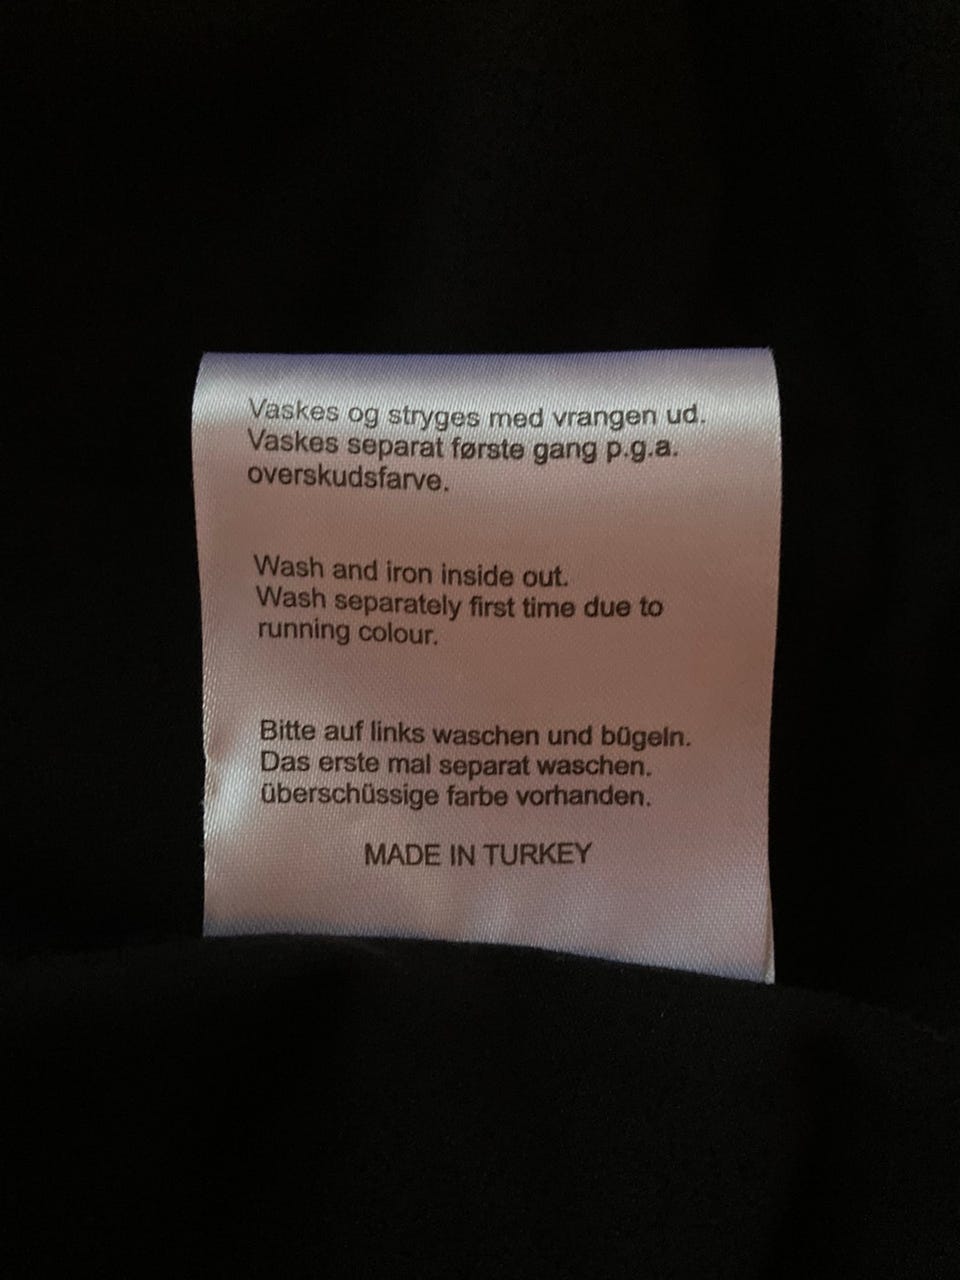 Vaskes og stryges med vrangen ud.
Vaskes separat første gang p.g.a.
overskudsfarve.
Wash and iron inside out.
Wash separately first time due to
running colour.
Bitte auf links waschen und bügeln.
Das erste mal separat waschen.
überschüssige farbe vorhanden.
MADE IN TURKEY